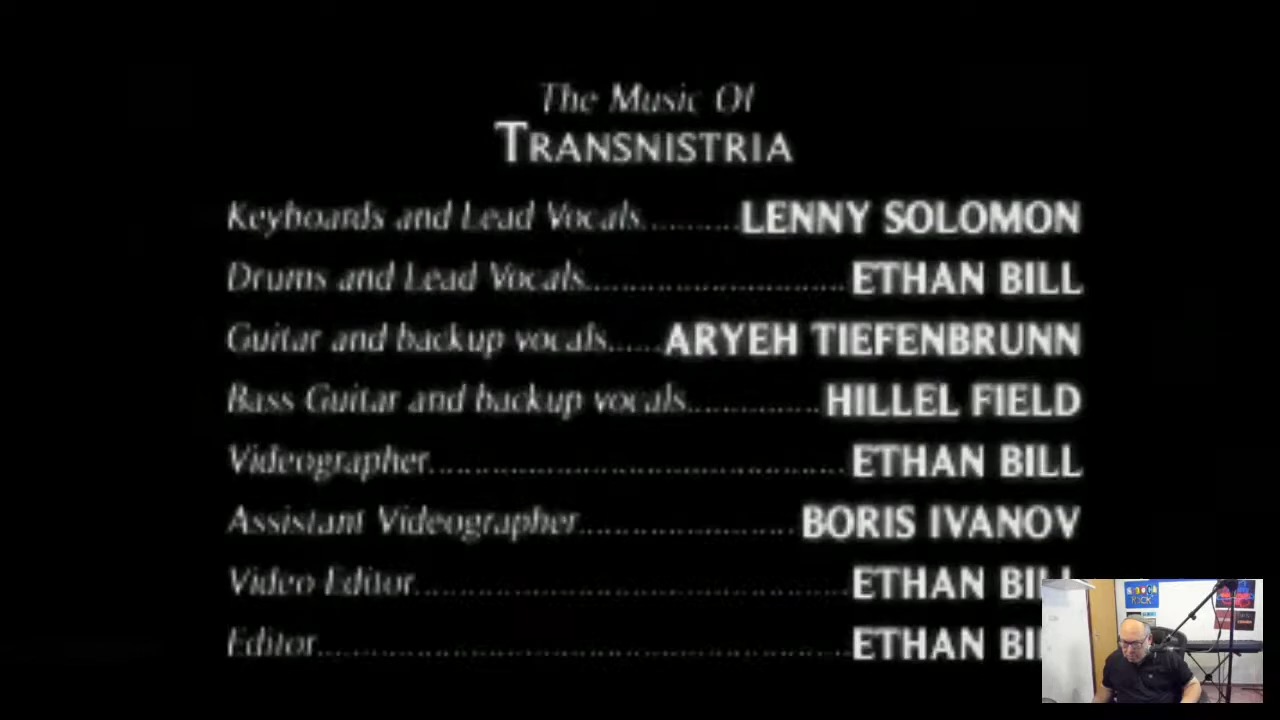 The Music Of
TRANSNISTRIA
Keyboards and Lead Vocals..........LENNY SOLOMON
Drums and Lead Vocals............................ETHAN BILL
Guitar and backup vocals......ARYEH TIEFENBRUNN
Bass Guitar and backup vocals..............HILLEL FIELD
Videographer.............................................ETHAN BILL
Assistant Videographer.......................BORIS IVANOV
Video Editor...............................................ETHAN BILL
Editor.........................................................ETHAN
ROCK